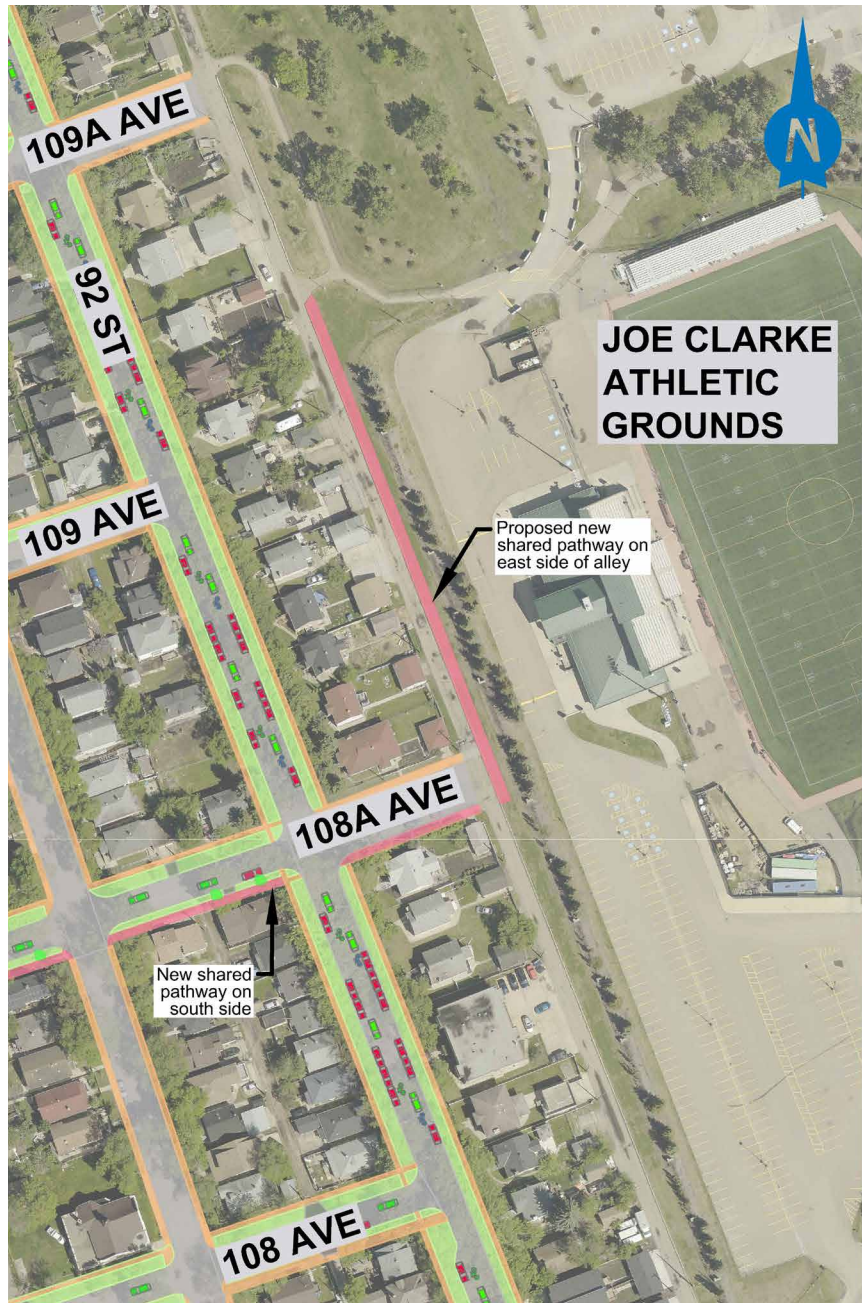 109A AVE
N
92 ST
JOE CLARKE
ATHLETIC
GROUNDS
109 AVE
Proposed new
shared pathway on
east side of alley
108A AVE
New shared
pathway on
south side
108 AVE